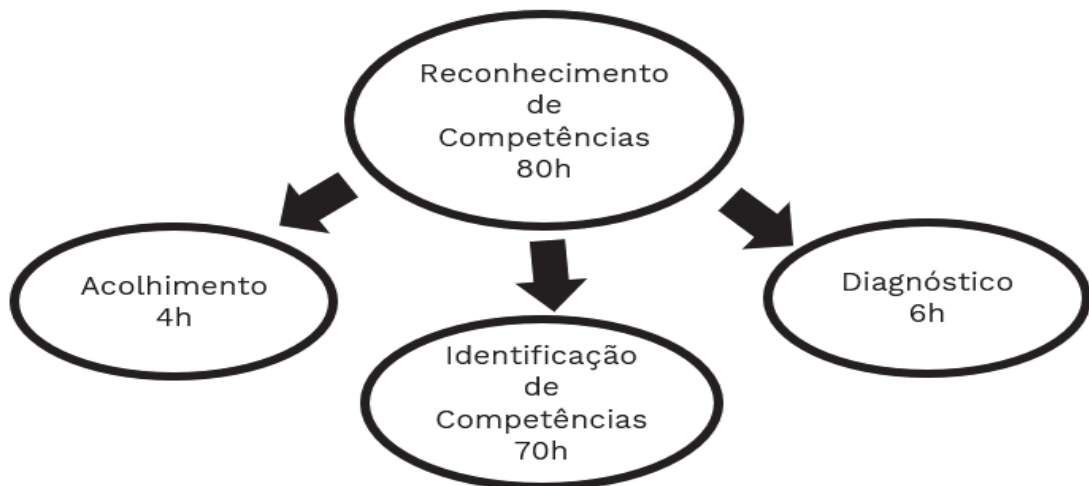 Reconhecimento
de
Competências
80h
Acolhimento
4h
Identificação
de
Competências
70h
Diagnóstico
6h